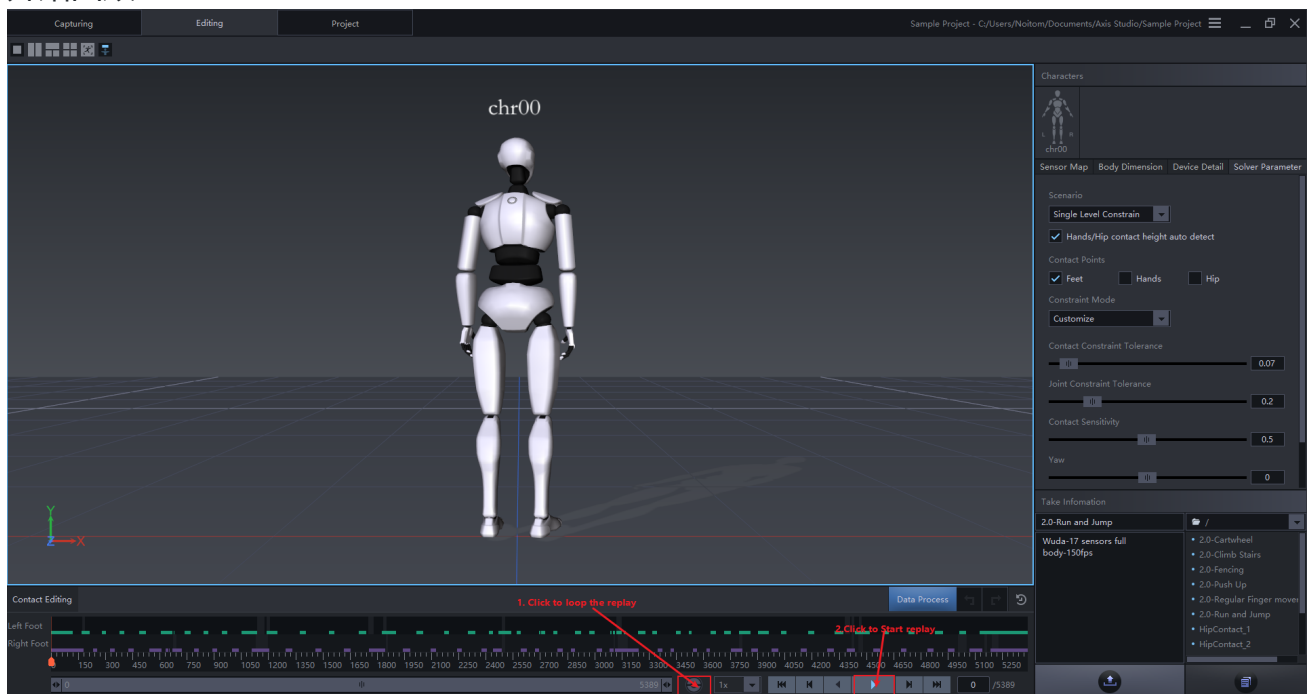 Capturing
Editing
Project
Sample Project - C:/Users/Noitom/Documents/Axis Studio/Sample Project
chr00
Characters
L R
chr00
Sensor Map Body Dimension Device Detail Solver Parameter
Scenario
Single Level Constrain
Hands/Hip contact height auto detect
Contact Points
Feet Hands Hip
Constraint Mode
Customize
Contact Constraint Tolerance
0.07
Joint Constraint Tolerance
0.2
Contact Sensitivity
0.5
Yaw
0
Take Infomation
2.0-Run and Jump
/
Wuda-17 sensors full
body-150fps
2.0-Cartwheel
2.0-Climb Stairs
2.0-Fencing
2.0-Push Up
2.0-Regular Finger mover
2.0-Run and Jump
HipContact_1
HipContact_2
Y
Z X
Contact Editing
1. Click to loop the replay
Data Process
Left Foot
2.Click to Start replay
Right Foot
150 300 450 600 750 900 1050 1200 1350 1500 1650 1800 1950 2100 2250 2400 2550 2700 2850 3000 3150 3300 3450 3600 3750 3900 4050 4200 4350 4500 4650 4800 4950 5100 5250
0 5389 1x 0 /5389